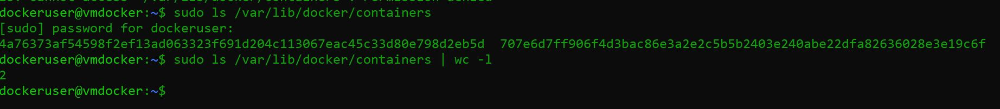 dockeruser@vmdocker:~$ sudo ls /var/lib/docker/containers
[sudo] password for dockeruser:
4a76373af54598f2ef13ad063323f691d204c113067eac45c33d80e798d2eb5d  707e6d7ff906f4d3bac86e3a2e2c5b5b2403e240abe22dfa82636028e3e19c6f
dockeruser@vmdocker:~$ sudo ls /var/lib/docker/containers | wc -l
2
dockeruser@vmdocker:~$